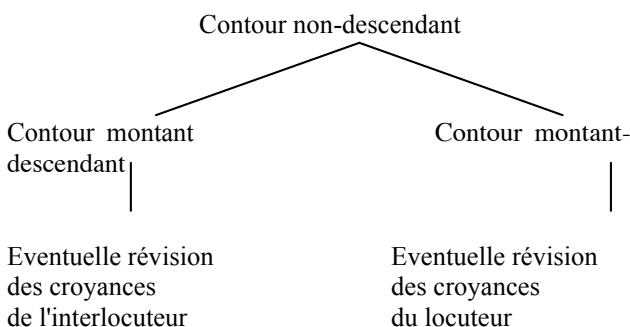 Contour non-descendant
Contour montant
Contour montant-
descendant
Eventuelle révision
des croyances
de l'interlocuteur
Eventuelle révision
des croyances
du locuteur